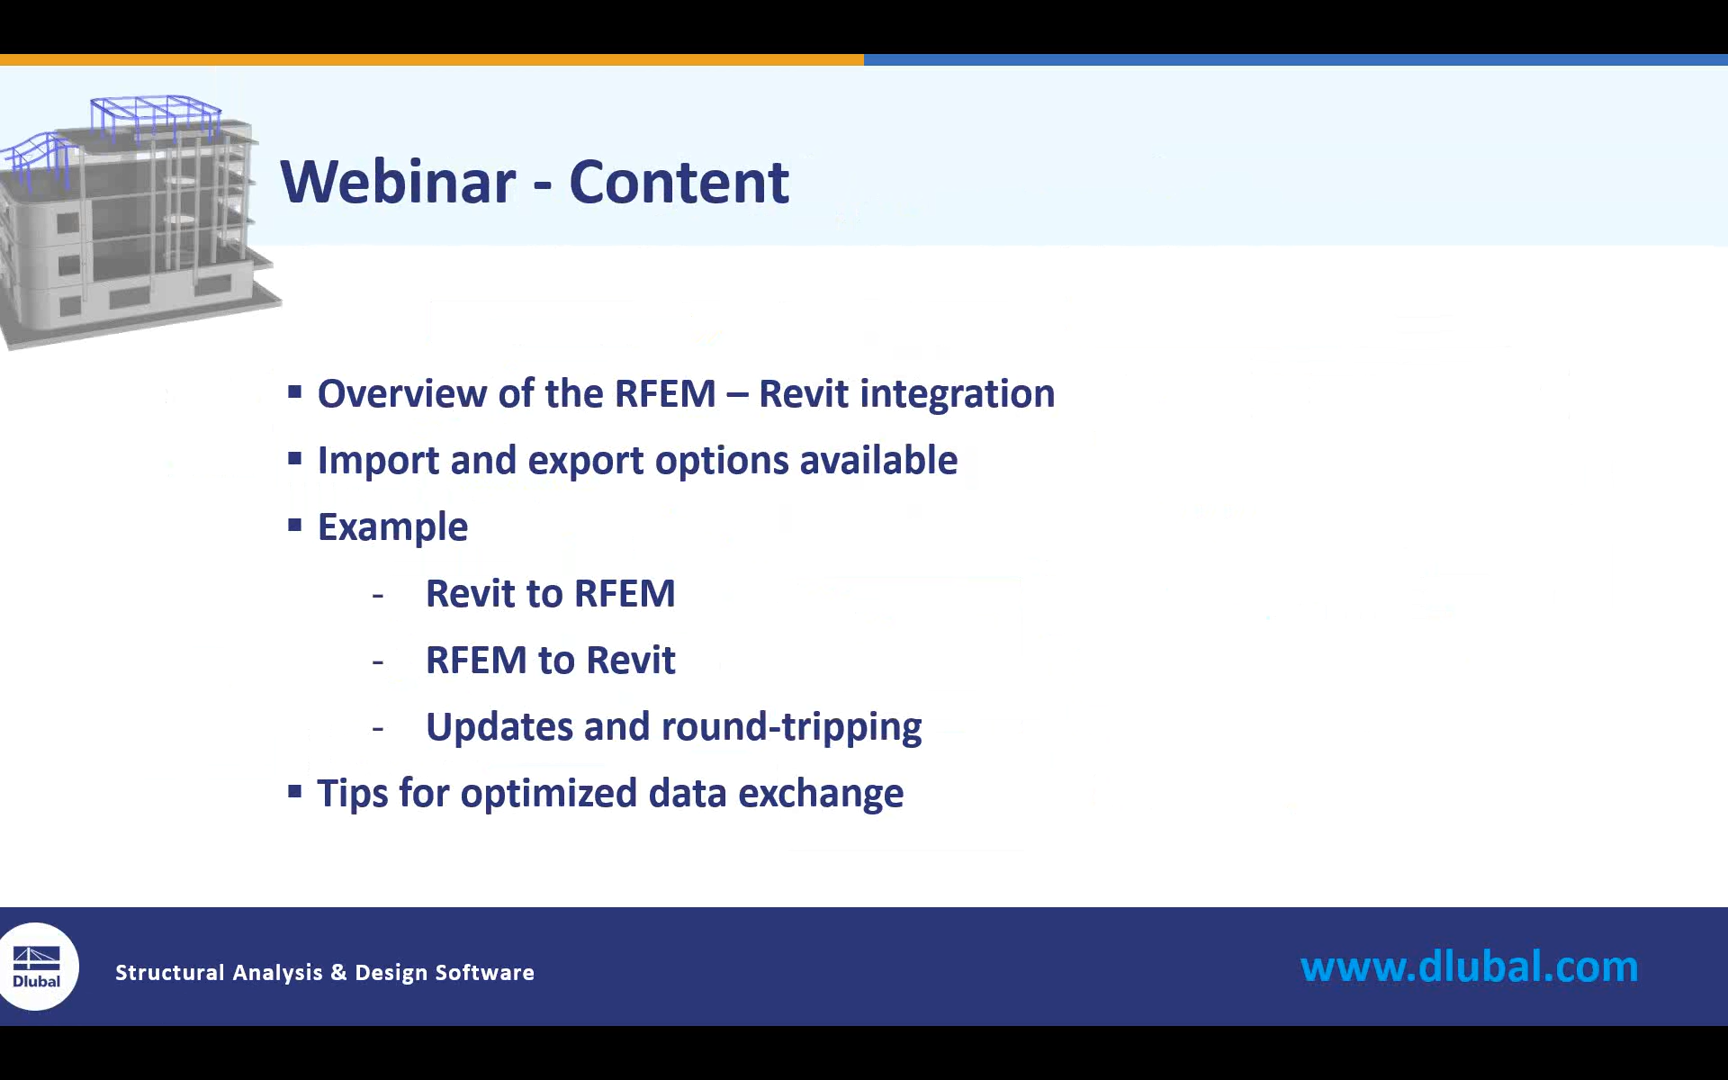 Webinar - Content
▪ Overview of the RFEM – Revit integration
▪ Import and export options available
▪ Example
- Revit to RFEM
- RFEM to Revit
- Updates and round-tripping
▪ Tips for optimized data exchange
Dlubal
Structural Analysis & Design Software
www.dlubal.com